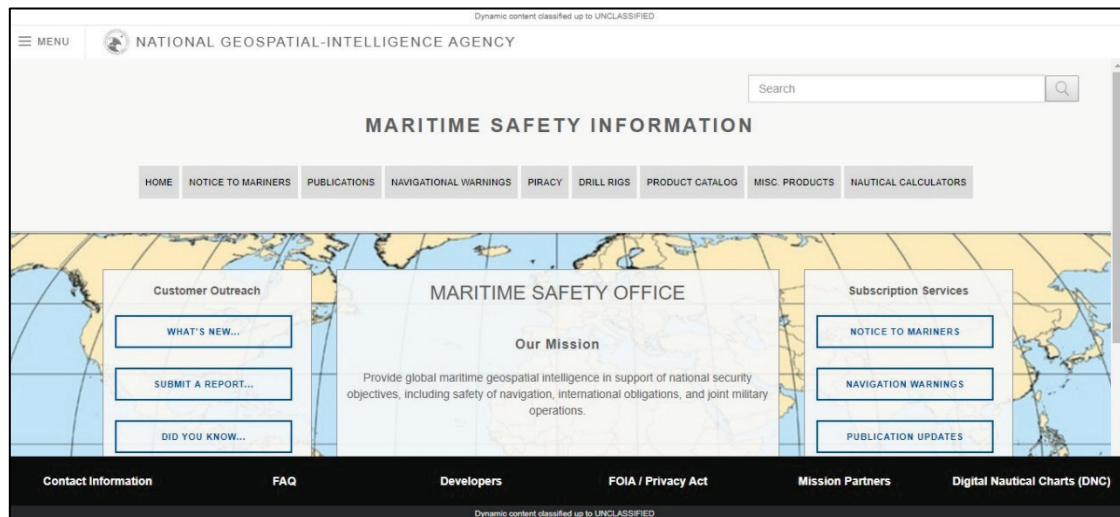 Dynamic content classified up to UNCLASSIFIED
MENU
NATIONAL GEOSPATIAL-INTELLIGENCE AGENCY
Search
MARITIME SAFETY INFORMATION
HOME NOTICE TO MARINERS PUBLICATIONS NAVIGATIONAL WARNINGS PIRACY DRILL RIGS PRODUCT CATALOG MISC. PRODUCTS NAUTICAL CALCULATORS
Customer Outreach
WHAT'S NEW...
SUBMIT A REPORT...
DID YOU KNOW...
MARITIME SAFETY OFFICE
Our Mission
Provide global maritime geospatial intelligence in support of national security
objectives, including safety of navigation, international obligations, and joint military
operations.
Subscription Services
NOTICE TO MARINERS
NAVIGATION WARNINGS
PUBLICATION UPDATES
Contact Information FAQ Developers FOIA / Privacy Act Mission Partners Digital Nautical Charts (DNC)
Dynamic content classified up to UNCLASSIFIED